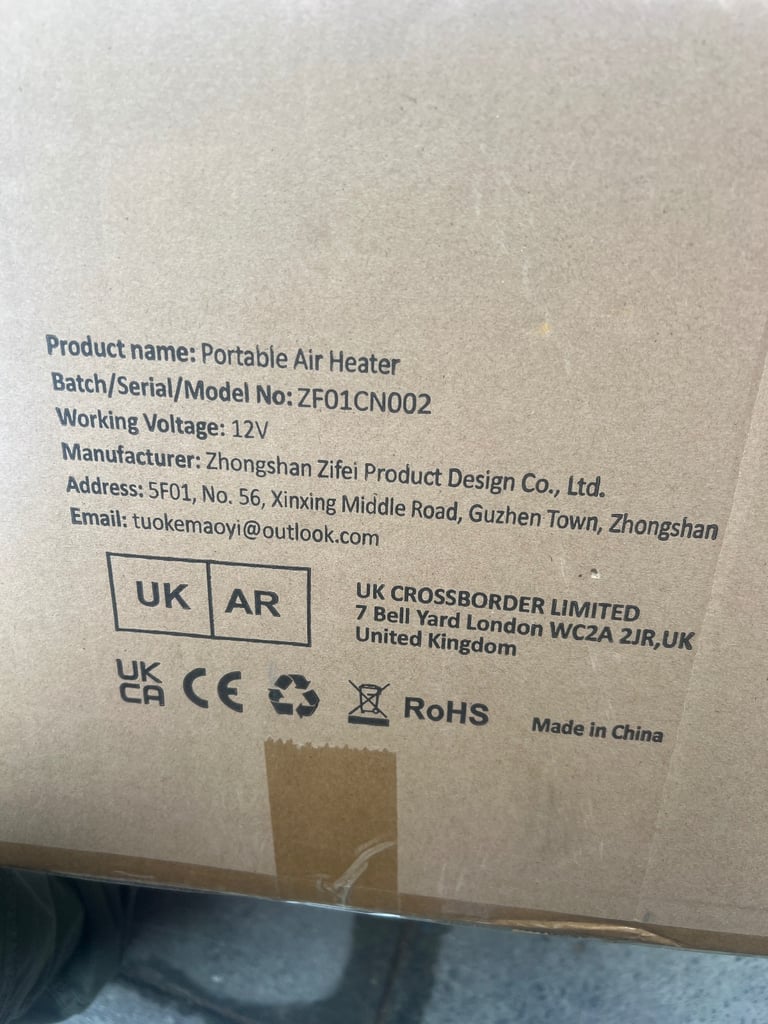 Product name: Portable Air Heater
Batch/Serial/Model No: ZF01CN002
Working Voltage: 12V
Manufacturer: Zhongshan Zifei Product Design Co., Ltd.
Address: 5F01, No. 56, Xinxing Middle Road, Guzhen Town, Zhongshan
Email: tuokemaoyi@outlook.com
UK AR
UK CROSSBORDER LIMITED
7 Bell Yard London WC2A 2JR,UK
United Kingdom
UK
CA
CE
RoHS
Made in China